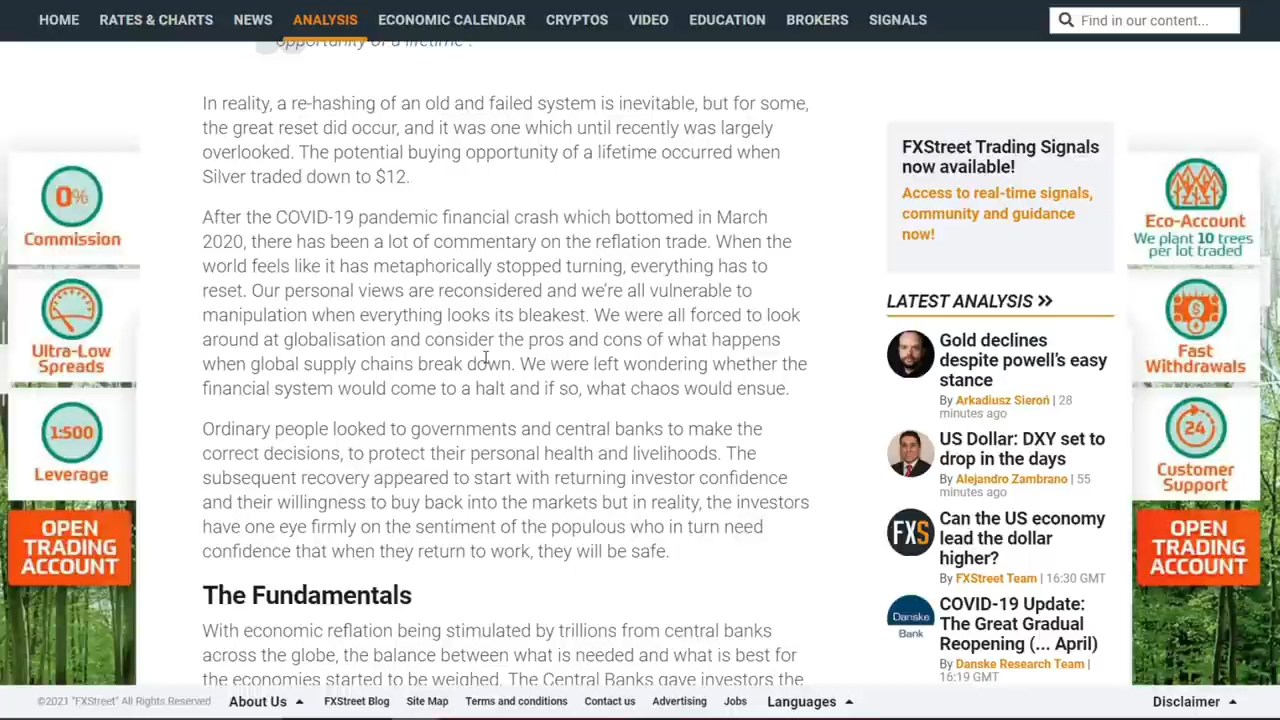 HOME RATES & CHARTS NEWS ANALYSIS ECONOMIC CALENDAR CRYPTOS VIDEO EDUCATION BROKERS SIGNALS Find in our content...
opportunity of a lifetime".
In reality, a re-hashing of an old and failed system is inevitable, but for some,
the great reset did occur, and it was one which until recently was largely
overlooked. The potential buying opportunity of a lifetime occurred when
Silver traded down to $12.
After the COVID-19 pandemic financial crash which bottomed in March
2020, there has been a lot of commentary on the reflation trade. When the
world feels like it has metaphorically stopped turning, everything has to
reset. Our personal views are reconsidered and we're all vulnerable to
manipulation when everything looks its bleakest. We were all forced to look
around at globalisation and consider the pros and cons of what happens
when global supply chains break down. We were left wondering whether the
financial system would come to a halt and if so, what chaos would ensue.
Ordinary people looked to governments and central banks to make the
correct decisions, to protect their personal health and livelihoods. The
subsequent recovery appeared to start with returning investor confidence
and their willingness to buy back into the markets but in reality, the investors
have one eye firmly on the sentiment of the populous who in turn need
confidence that when they return to work, they will be safe.
The Fundamentals
With economic reflation being stimulated by trillions from central banks
across the globe, the balance between what is needed and what is best for
the economies started to be weighed. The Central Banks gave investors the
0%
Commission
Ultra-Low
Spreads
1:500
Leverage
OPEN
TRADING
ACCOUNT
FXStreet Trading Signals
now available!
Access to real-time signals,
community and guidance
now!
LATEST ANALYSIS
Gold declines
despite powell's easy
stance
By Arkadiusz Sieroń | 28
minutes ago
US Dollar: DXY set to
drop in the days
By Alejandro Zambrano | 55
minutes ago
FXS
Can the US economy
lead the dollar
higher?
By FXStreet Team | 16:30 GMT
Danske
Bank
COVID-19 Update:
The Great Gradual
Reopening (... April)
By Danske Research Team |
16:19 GMT
Eco-Account
We plant 10 trees
per lot traded
$
Fast
Withdrawals
24
Customer
Support
OPEN
TRADING
ACCOUNT
©2021 "FXStreet" All Rights Reserved About Us FXStreet Blog Site Map Terms and conditions Contact us Advertising Jobs Languages Disclaimer